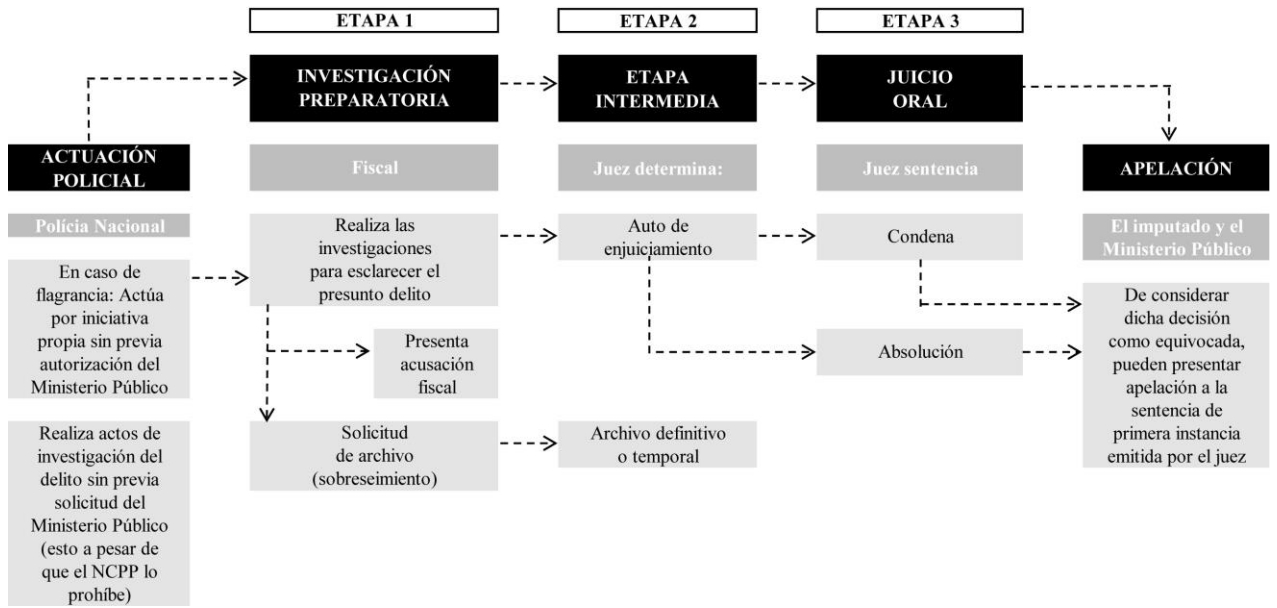 ETAPA 1
ETAPA 2
ETAPA 3
INVESTIGACIÓN
PREPARATORIA
ETAPA
INTERMEDIA
JUICIO
ORAL
ACTUACIÓN
POLICIAL
Fiscal
Juez determina:
Juez sentencia
APELACIÓN
Polícia Nacional
Realiza las
investigaciones
para esclarecer el
presunto delito
Auto de
enjuiciamiento
Condena
El imputado y el
Ministerio Público
En caso de
flagrancia: Actúa
por iniciativa
propia sin previa
autorización del
Ministerio Público
Presenta
acusación
fiscal
Absolución
De considerar
dicha decisión
como equivocada,
pueden presentar
apelación a la
sentencia de
primera instancia
emitida por el juez
Realiza actos de
investigación del
delito sin previa
solicitud del
Ministerio Público
(esto a pesar de
que el NCPP lo
prohíbe)
Solicitud
de archivo
(sobreseimiento)
Archivo definitivo
o temporal